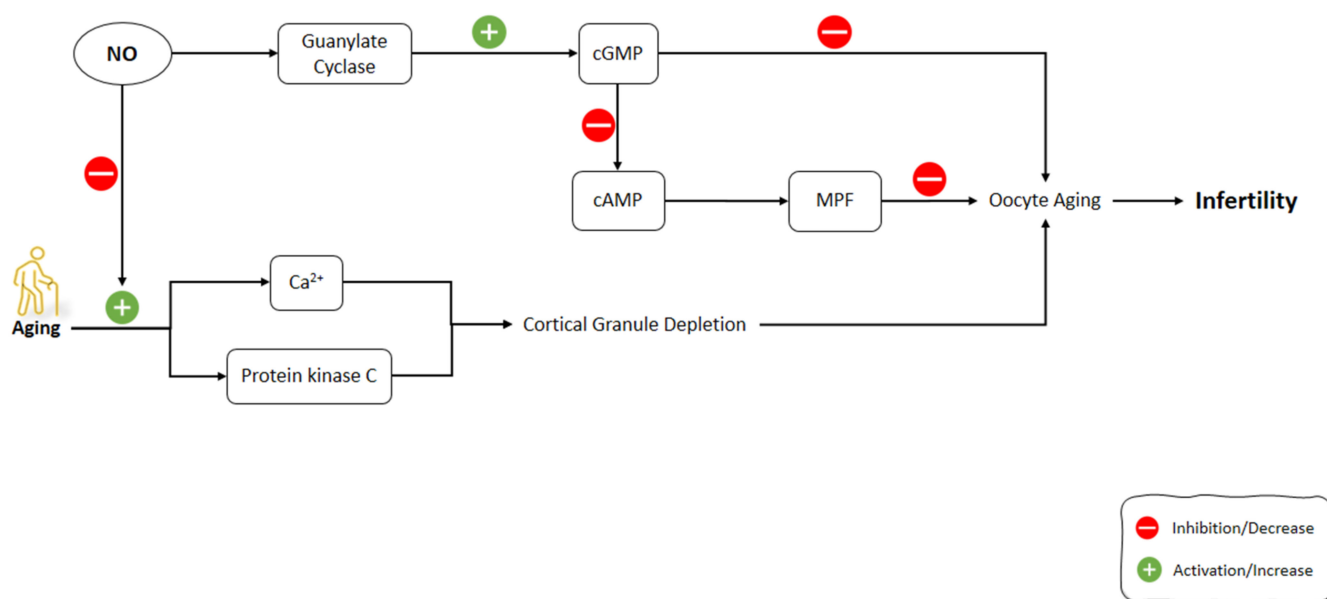 NO
Guanylate
Cyclase
cGMP
cAMP
MPF
Oocyte Aging
Infertility
Aging
Ca²⁺
Protein kinase C
Cortical Granule Depletion
Inhibition/Decrease
Activation/Increase